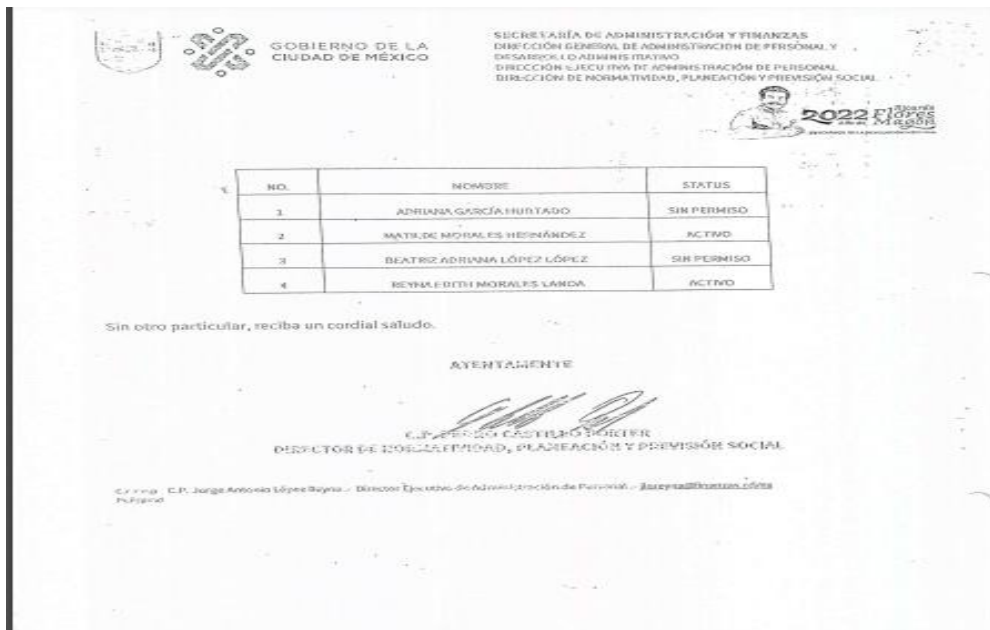 GOBIERNO DE LA
CIUDAD DE MÉXICO
SECRETARÍA DE ADMINISTRACIÓN Y FINANZAS
DIRECCIÓN GENERAL DE ADMINISTRACIÓN DE PERSONAL Y
DESARROLLO ADMINISTRATIVO
DIRECCIÓN EJECUTIVA DE ADMINISTRACIÓN DE PERSONAL
DIRECCIÓN DE NORMATIVIDAD, PLANEACIÓN Y PREVISIÓN SOCIAL
2022 Ricardo Flores Magón
NO. NOMBRE STATUS
1 ADRIANA GARCÍA HURTADO SIN PERMISO
2 MATILDE MORALES HERNÁNDEZ ACTIVO
3 BEATRIZ ADRIANA LÓPEZ LÓPEZ SIN PERMISO
4 REYNA EDITH MORALES LANDA ACTIVO
Sin otro particular, reciba un cordial saludo.
ATENTAMENTE
C.P. CASTILLO PORTER
DIRECTOR DE NORMATIVIDAD, PLANEACIÓN Y PREVISIÓN SOCIAL
C.P. Jorge Antonio López Director Ejecutivo de Administración de Personal.-